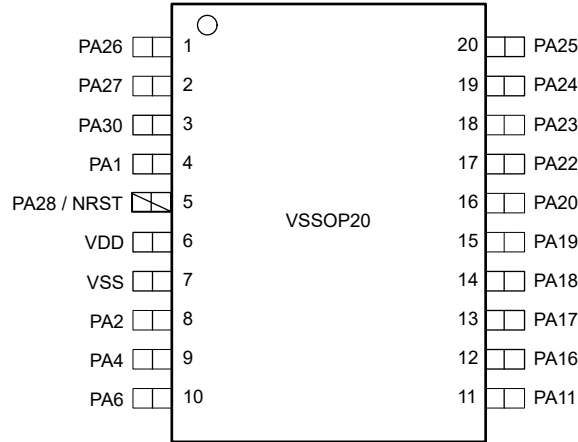 PA26 1 20 PA25
PA27 2 19 PA24
PA30 3 18 PA23
PA1 4 17 PA22
PA28 / NRST 5 16 PA20
VSSOP20
VDD 6 15 PA19
VSS 7 14 PA18
PA2 8 13 PA17
PA4 9 12 PA16
PA6 10 11 PA11